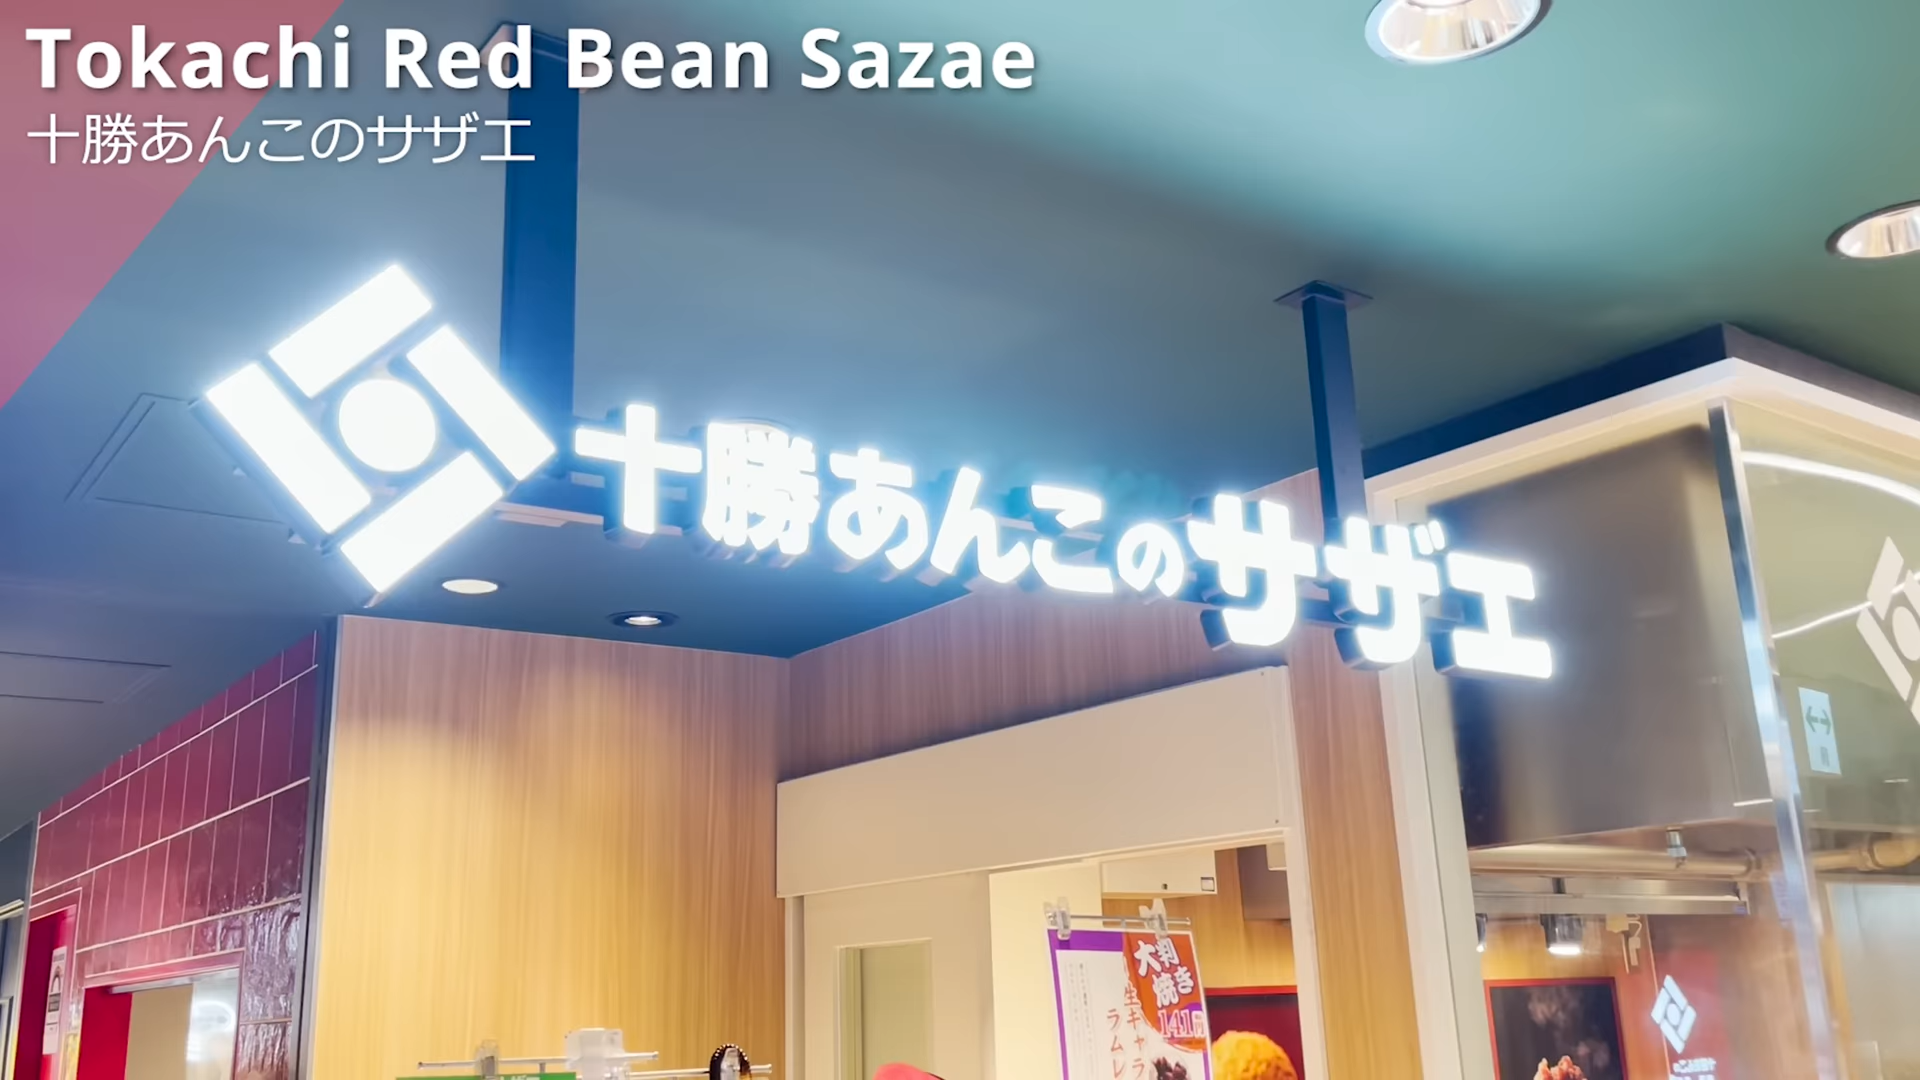 Tokachi Red Bean Sazae
十勝あんこのサザエ
十勝あんこのサザエ
大判
焼き
141円
生キャラ
ラムレ